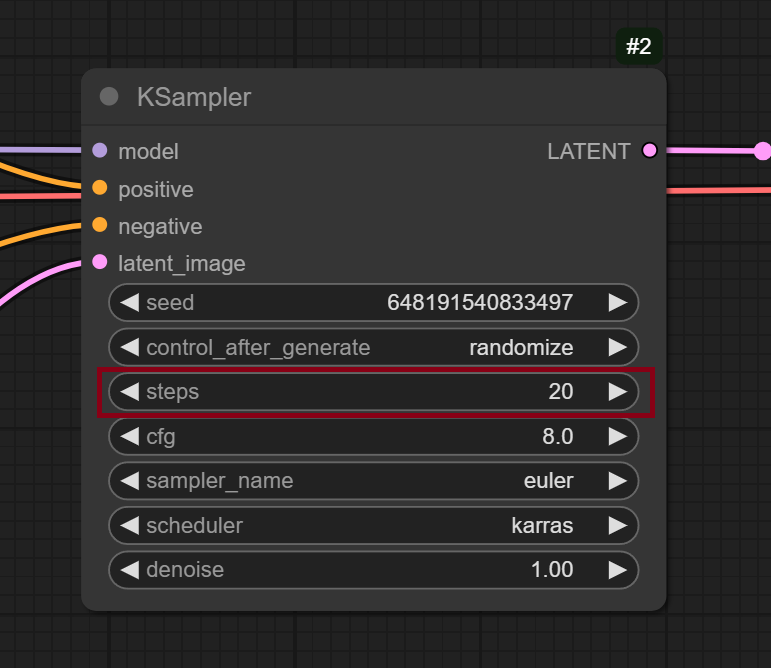 #2
KSampler
model LATENT
positive
negative
latent_image
seed 648191540833497
control_after_generate randomize
steps 20
cfg 8.0
sampler_name euler
scheduler karras
denoise 1.00